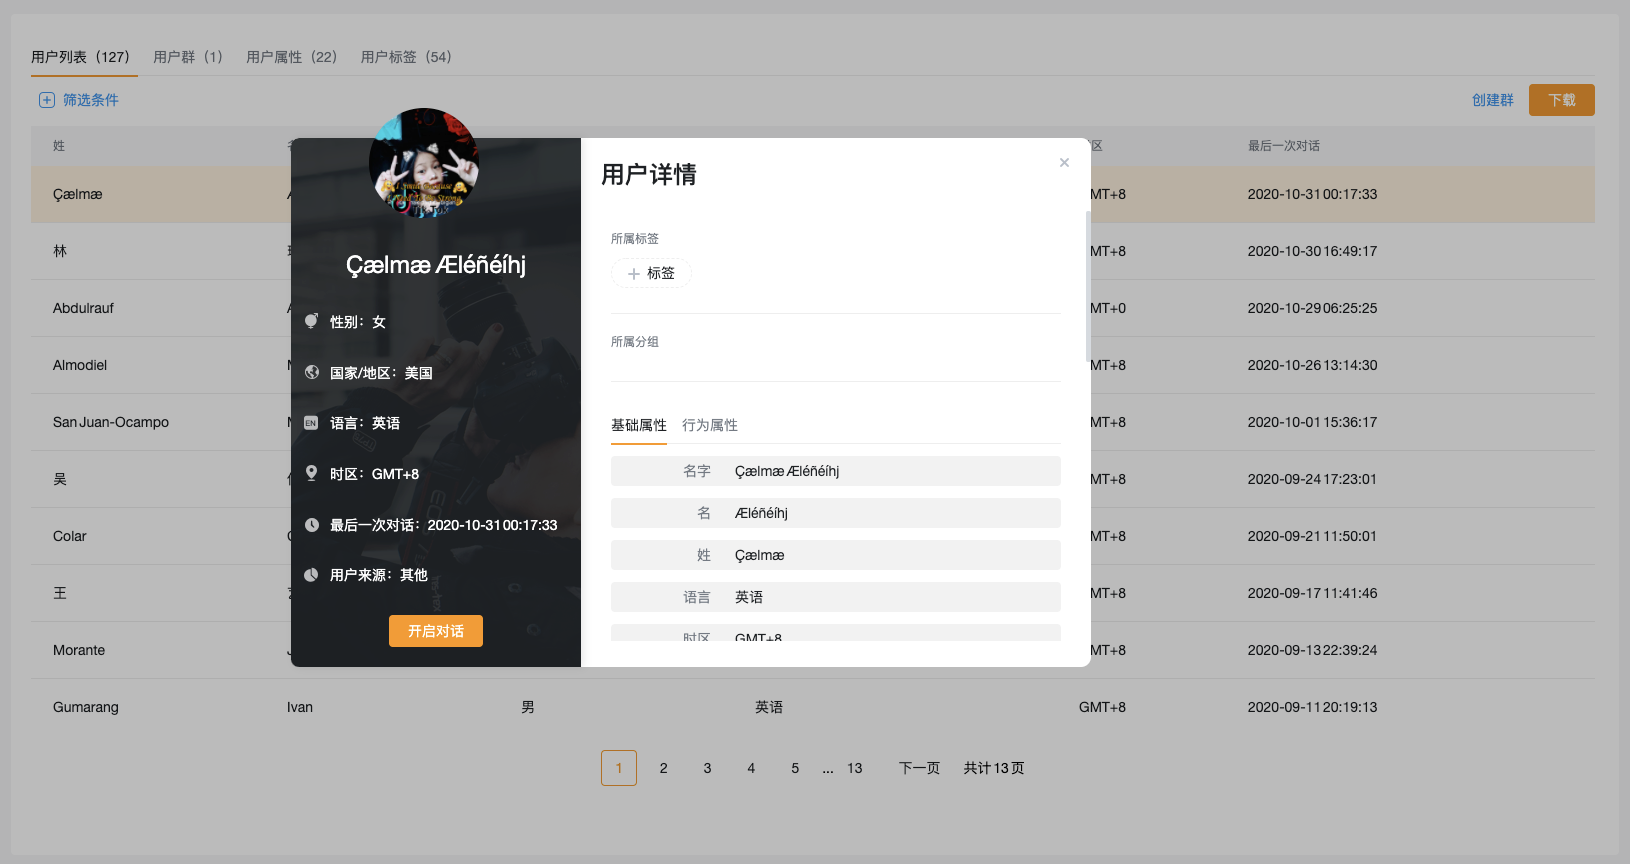 用户列表（127） 用户群（1） 用户属性（22） 用户标签（54）
筛选条件 创建群 下载
姓 区 最后一次对话
Çælmæ MT+8 2020-10-31 00:17:33
林 MT+8 2020-10-30 16:49:17
Abdulrauf MT+0 2020-10-29 06:25:25
Almodiel MT+8 2020-10-26 13:14:30
San Juan-Ocampo MT+8 2020-10-01 15:36:17
吴 MT+8 2020-09-24 17:23:01
Colar MT+8 2020-09-21 11:50:01
王 MT+8 2020-09-17 11:41:46
Morante MT+8 2020-09-13 22:39:24
Gumarang Ivan 男 英语 GMT+8 2020-09-11 20:19:13
1 2 3 4 5 ... 13 下一页 共计 13 页
Çælmæ Æléñéíhj
性别：女
国家/地区：美国
EN 语言：英语
时区：GMT+8
最后一次对话：2020-10-31 00:17:33
用户来源：其他
开启对话
用户详情 ×
所属标签
+ 标签
所属分组
基础属性 行为属性
名字 Çælmæ Æléñéíhj
名 Æléñéíhj
姓 Çælmæ
语言 英语
时区 GMT+8